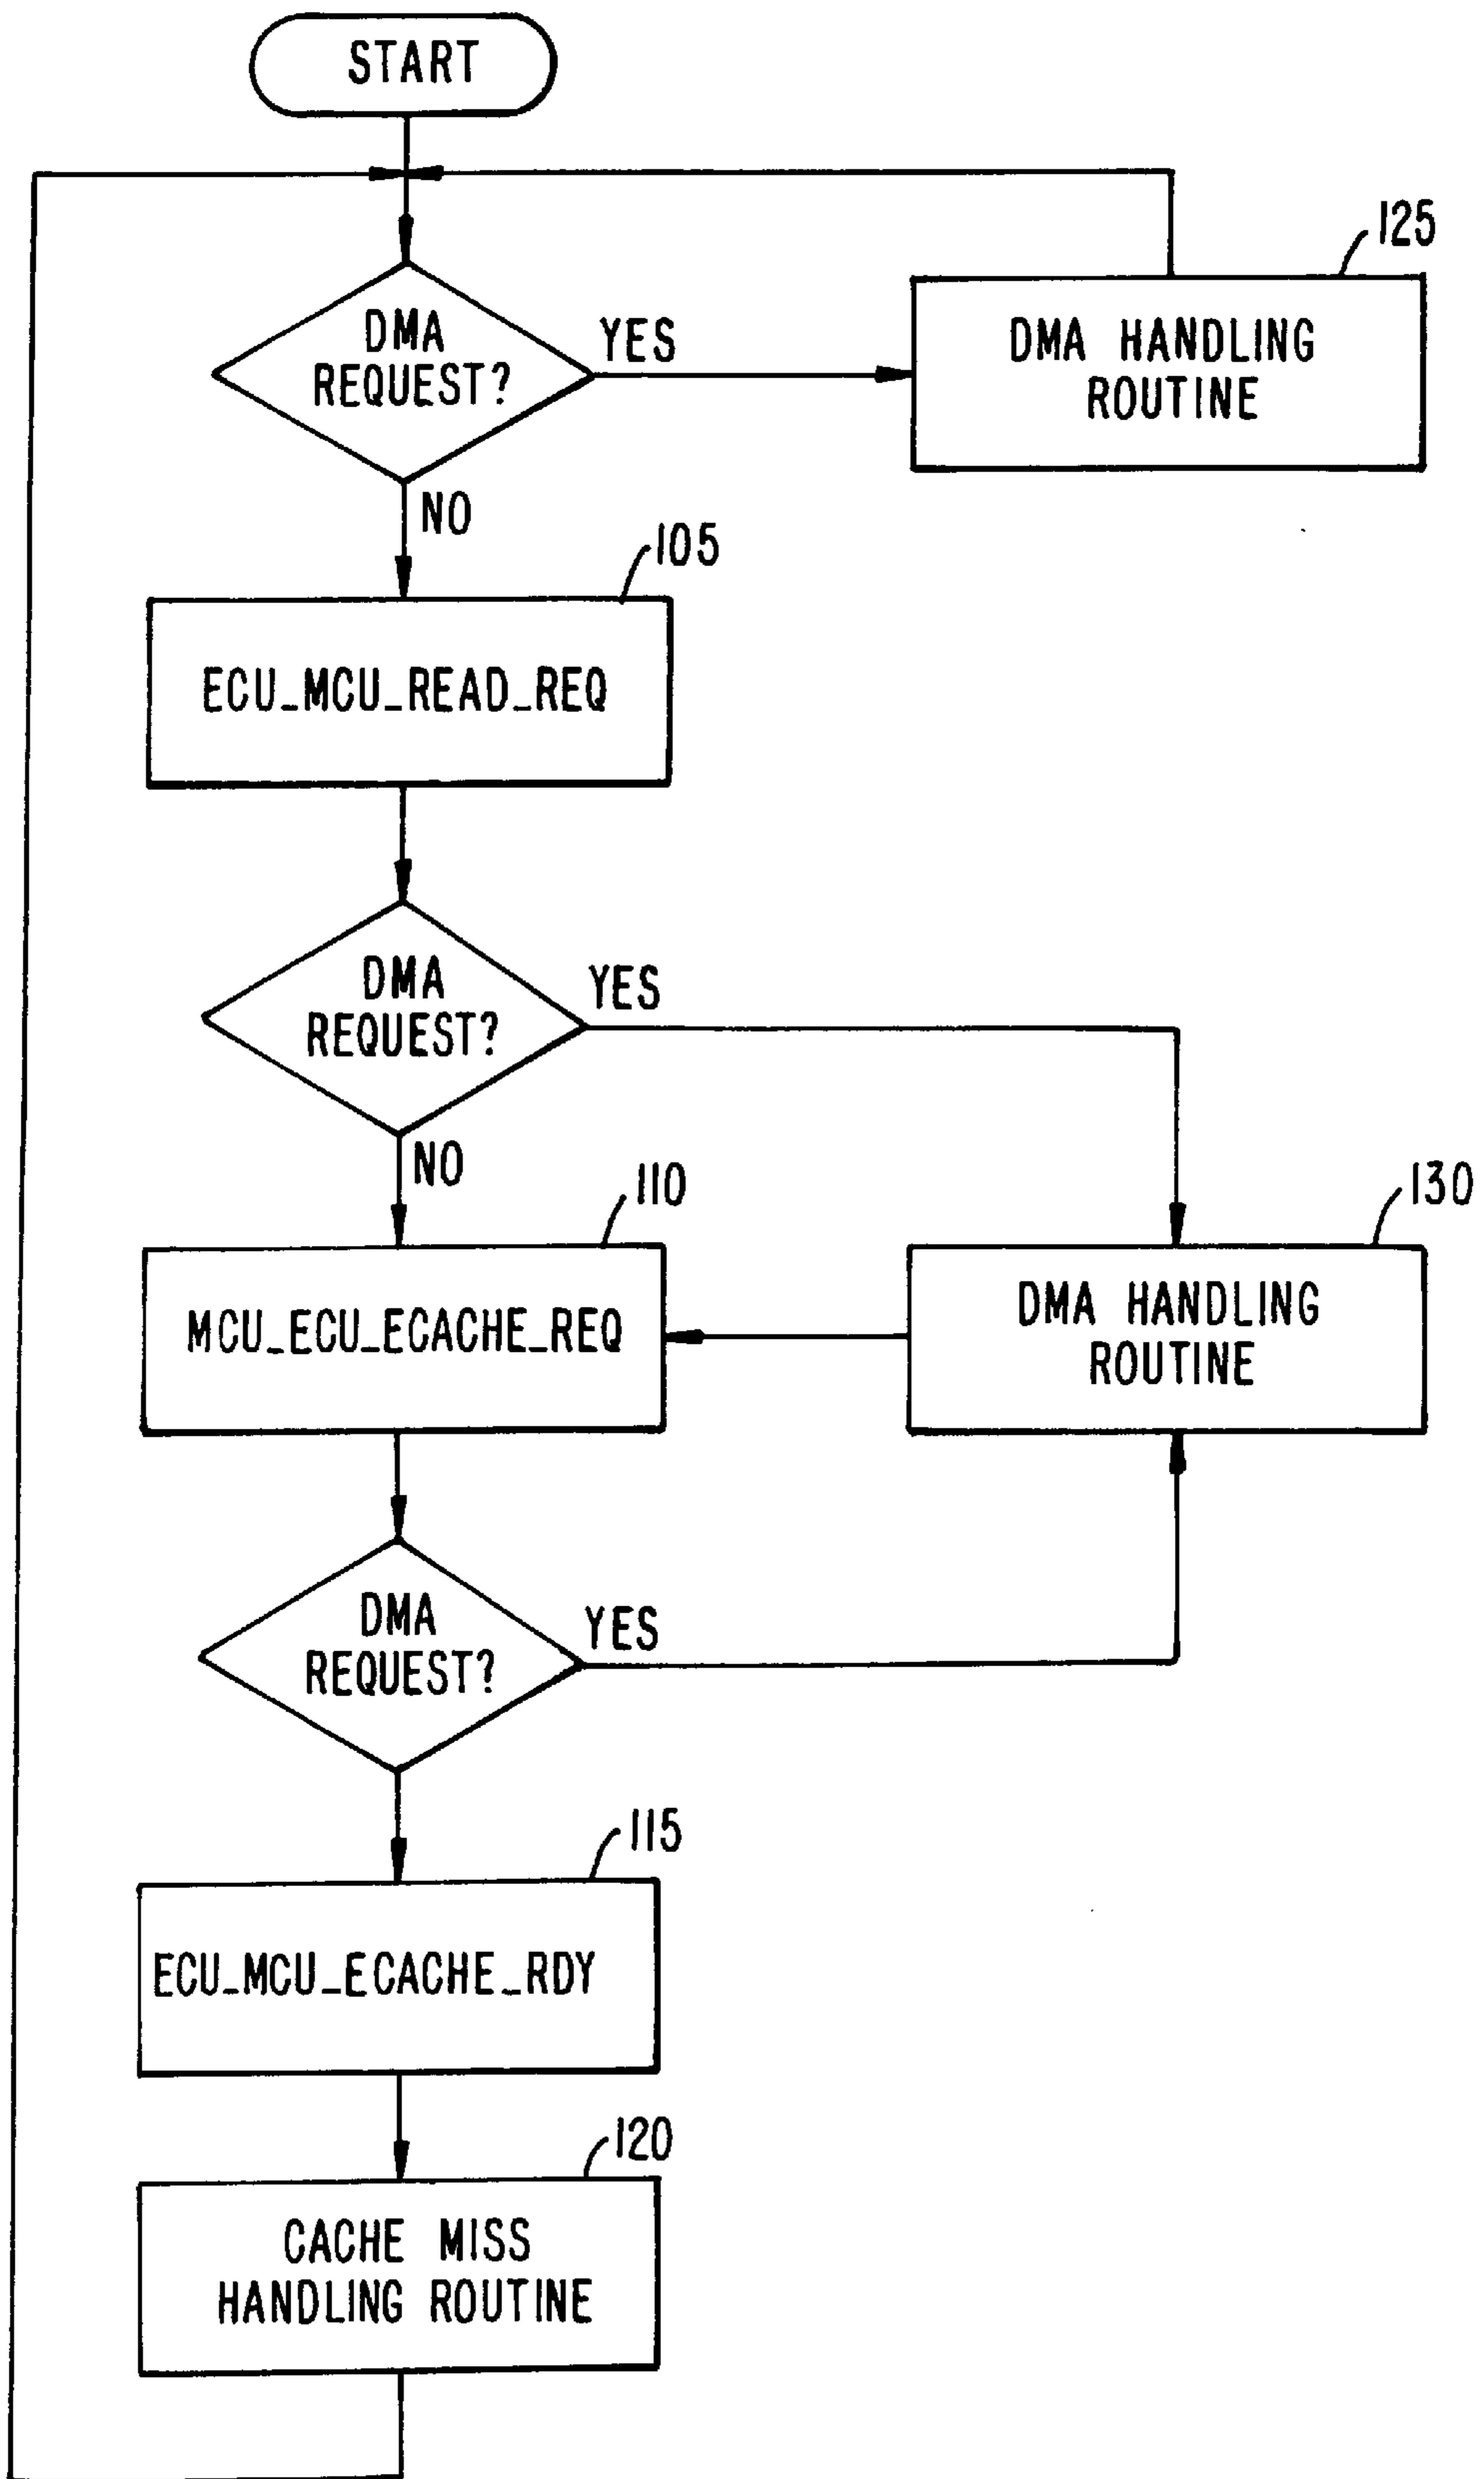 START
125
DMA
REQUEST?
YES
DMA HANDLING
ROUTINE
NO
105
ECU_MCU_READ_REQ
DMA
REQUEST?
YES
NO
110
130
MCU_ECU_ECACHE_REQ
DMA HANDLING
ROUTINE
DMA
REQUEST?
YES
115
ECU_MCU_ECACHE_RDY
120
CACHE MISS
HANDLING ROUTINE